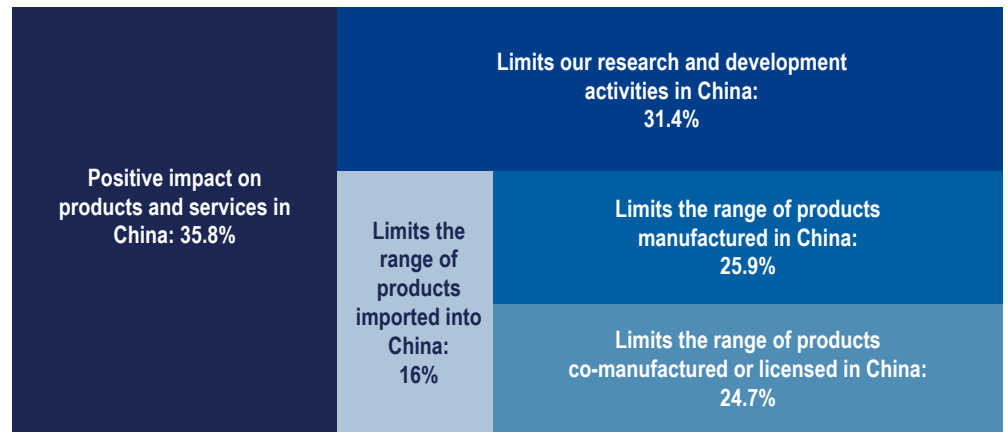 Positive impact on
products and services in
China: 35.8%
Limits our research and development
activities in China:
31.4%
Limits the
range of
products
imported into
China:
16%
Limits the range of products
manufactured in China:
25.9%
Limits the range of products
co-manufactured or licensed in China:
24.7%